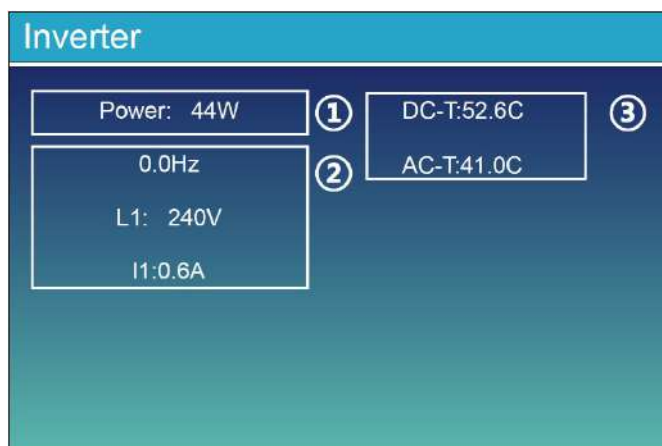 Inverter
Power: 44W
①
0.0Hz
L1: 240V
I1:0.6A
②
DC-T:52.6C
AC-T:41.0C
③